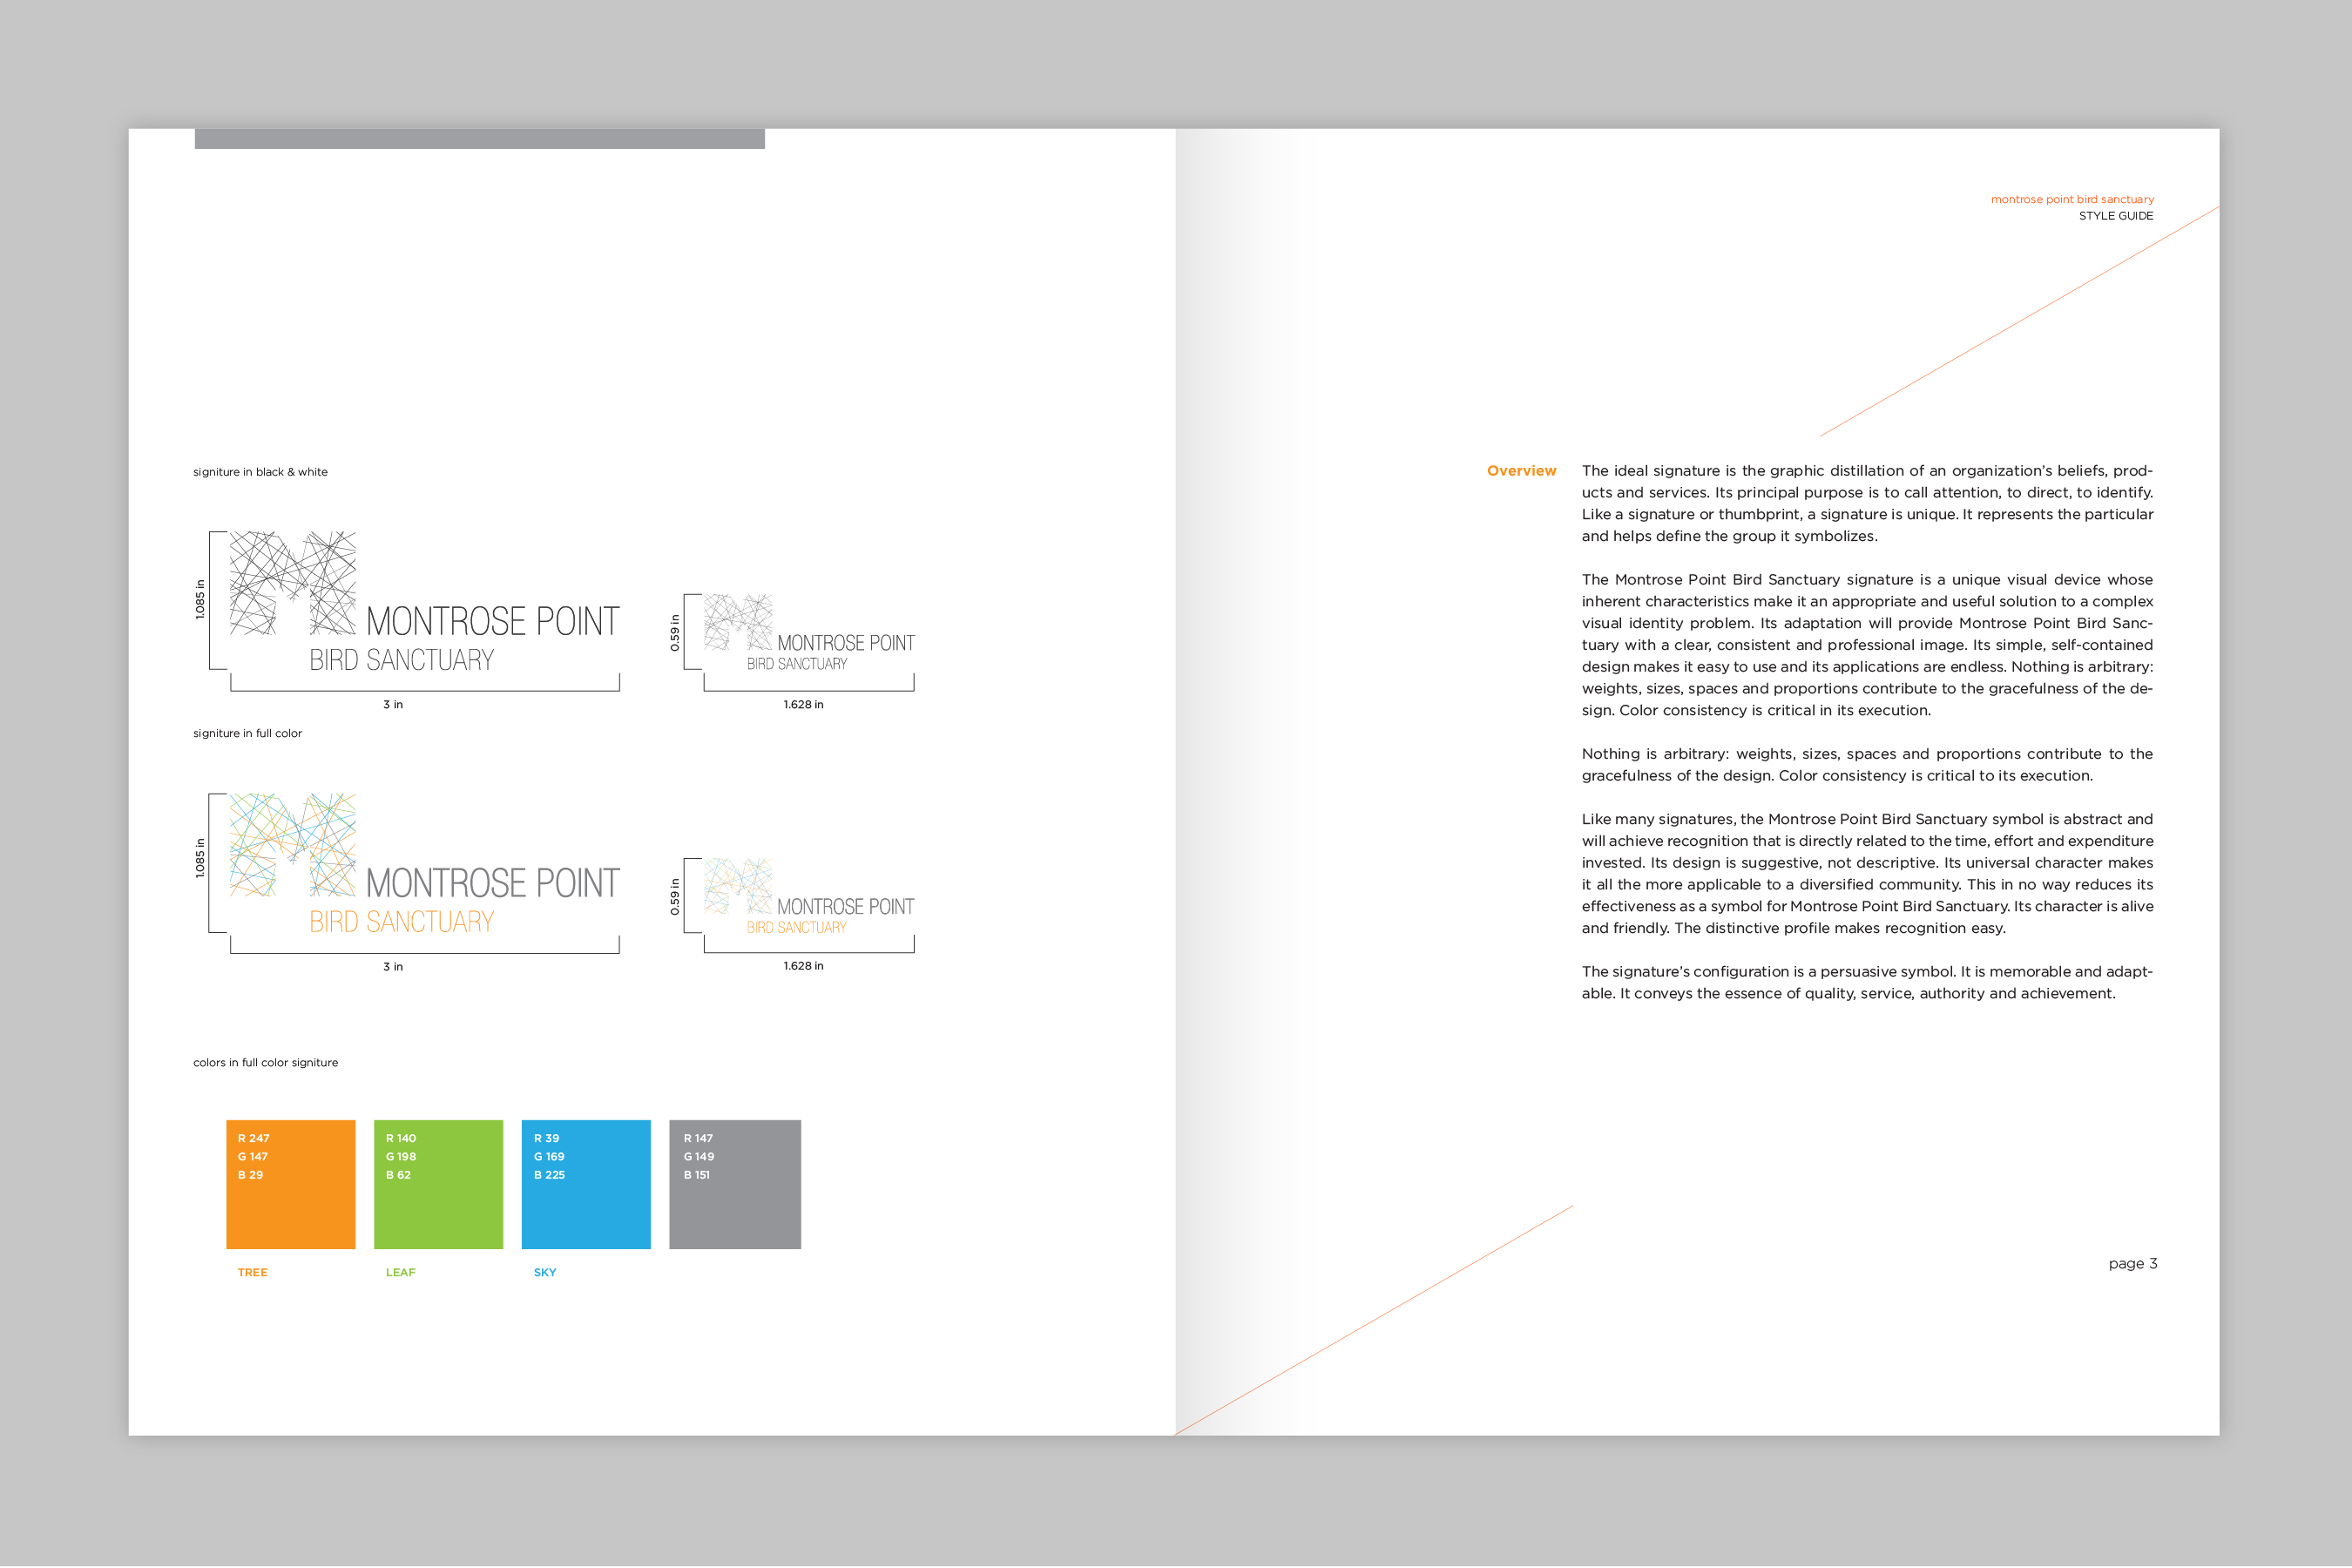 signiture in black & white
1.085 in
MONTROSE POINT
BIRD SANCTUARY
3 in
0.59 in
MONTROSE POINT
BIRD SANCTUARY
1.628 in
signiture in full color
1.085 in
MONTROSE POINT
BIRD SANCTUARY
3 in
0.59 in
MONTROSE POINT
BIRD SANCTUARY
1.628 in
colors in full color signiture
R 247
G 147
B 29
TREE
R 140
G 198
B 62
LEAF
R 39
G 169
B 225
SKY
R 147
G 149
B 151
montrose point bird sanctuary
STYLE GUIDE
Overview
The ideal signature is the graphic distillation of an organization's beliefs, prod-
ucts and services. Its principal purpose is to call attention, to direct, to identify.
Like a signature or thumbprint, a signature is unique. It represents the particular
and helps define the group it symbolizes.
The Montrose Point Bird Sanctuary signature is a unique visual device whose
inherent characteristics make it an appropriate and useful solution to a complex
visual identity problem. Its adaptation will provide Montrose Point Bird Sanc-
tuary with a clear, consistent and professional image. Its simple, self-contained
design makes it easy to use and its applications are endless. Nothing is arbitrary:
weights, sizes, spaces and proportions contribute to the gracefulness of the de-
sign. Color consistency is critical in its execution.
Nothing is arbitrary: weights, sizes, spaces and proportions contribute to the
gracefulness of the design. Color consistency is critical to its execution.
Like many signatures, the Montrose Point Bird Sanctuary symbol is abstract and
will achieve recognition that is directly related to the time, effort and expenditure
invested. Its design is suggestive, not descriptive. Its universal character makes
it all the more applicable to a diversified community. This in no way reduces its
effectiveness as a symbol for Montrose Point Bird Sanctuary. Its character is alive
and friendly. The distinctive profile makes recognition easy.
The signature's configuration is a persuasive symbol. It is memorable and adapt-
able. It conveys the essence of quality, service, authority and achievement.
page 3